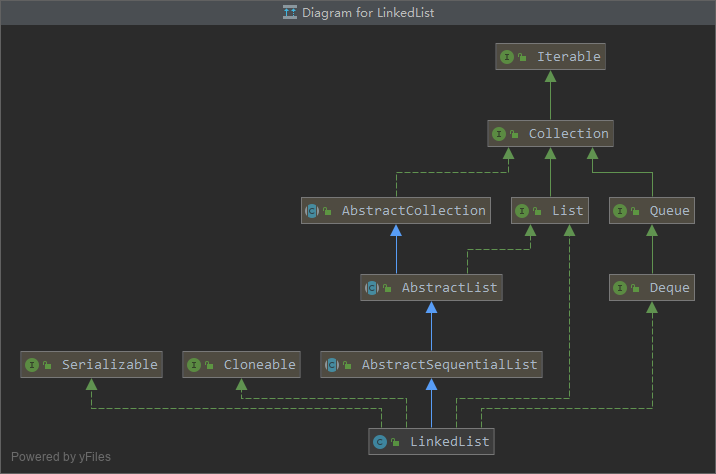 Diagram for LinkedList
I Iterable
I Collection
C AbstractCollection
I List
I Queue
C AbstractList
I Deque
I Serializable
I Cloneable
C AbstractSequentialList
C LinkedList
Powered by yFiles